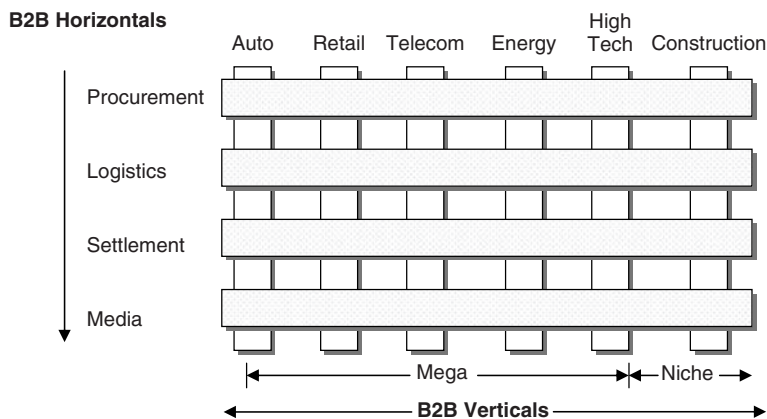 B2B Horizontals
High
Auto Retail Telecom Energy Tech Construction
Procurement
Logistics
Settlement
Media
Mega Niche
B2B Verticals